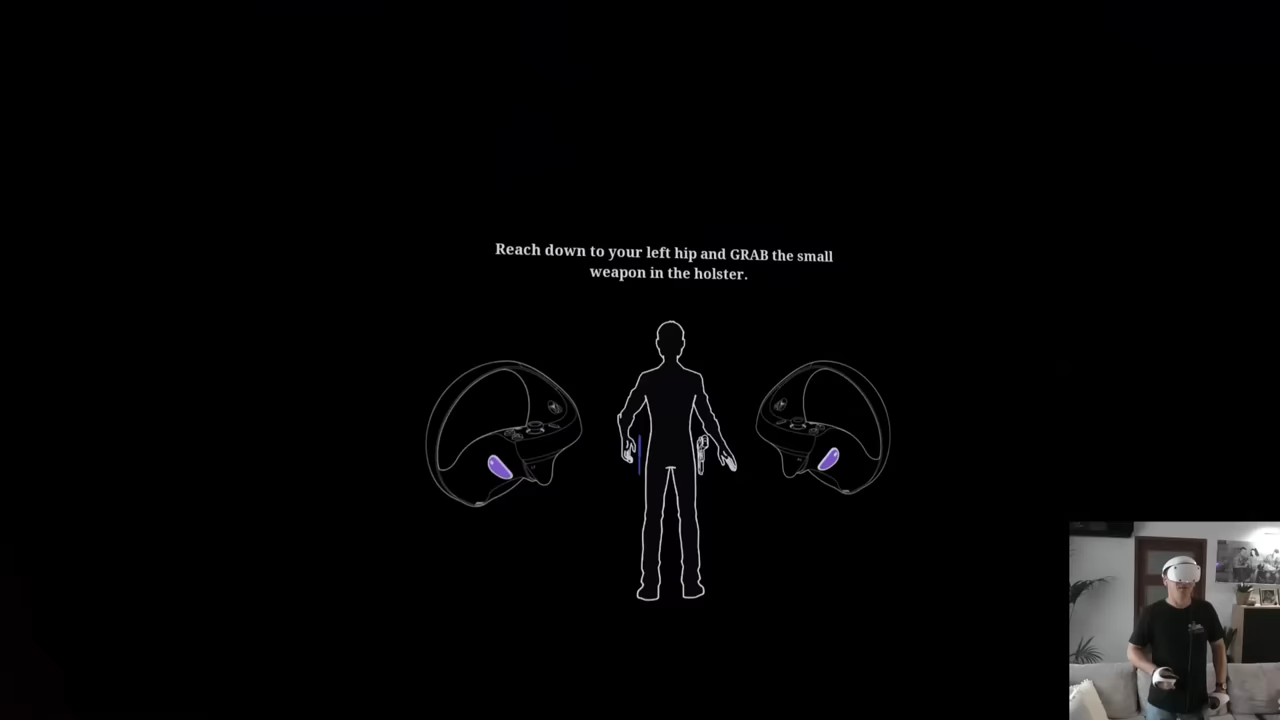 Reach down to your left hip and GRAB the small
weapon in the holster.